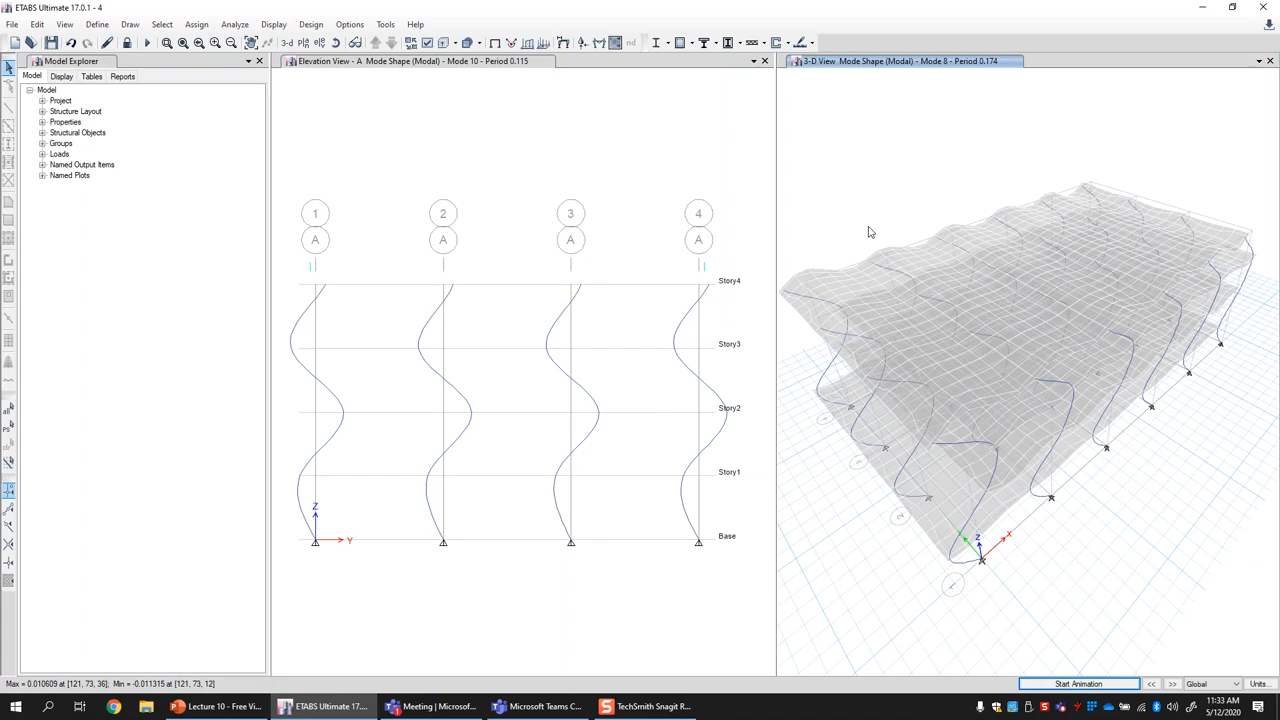 ETABS Ultimate 17.0.1 - 4
File Edit View Define Draw Select Assign Analyze Display Design Options Tools Help
3-d nd
Model Explorer
Model Display Tables Reports
Model
Project
Structure Layout
Properties
Structural Objects
Groups
Loads
Named Output Items
Named Plots
Elevation View - A Mode Shape (Modal) - Mode 10 - Period 0.115
1 2 3 4
A A A A
Story4
Story3
Story2
Story1
Base
Z
Y
3-D View Mode Shape (Modal) - Mode 8 - Period 0.174
Z
X
all
PS
Max = 0.010609 at [121, 73, 36]; Min = -0.011315 at [121, 73, 12]
Start Animation << >> Global Units...
Lecture 10 - Free Vi...
ETABS Ultimate 17....
Meeting | Microsof...
Microsoft Teams C...
TechSmith Snagit R...
11:33 AM
5/12/2020